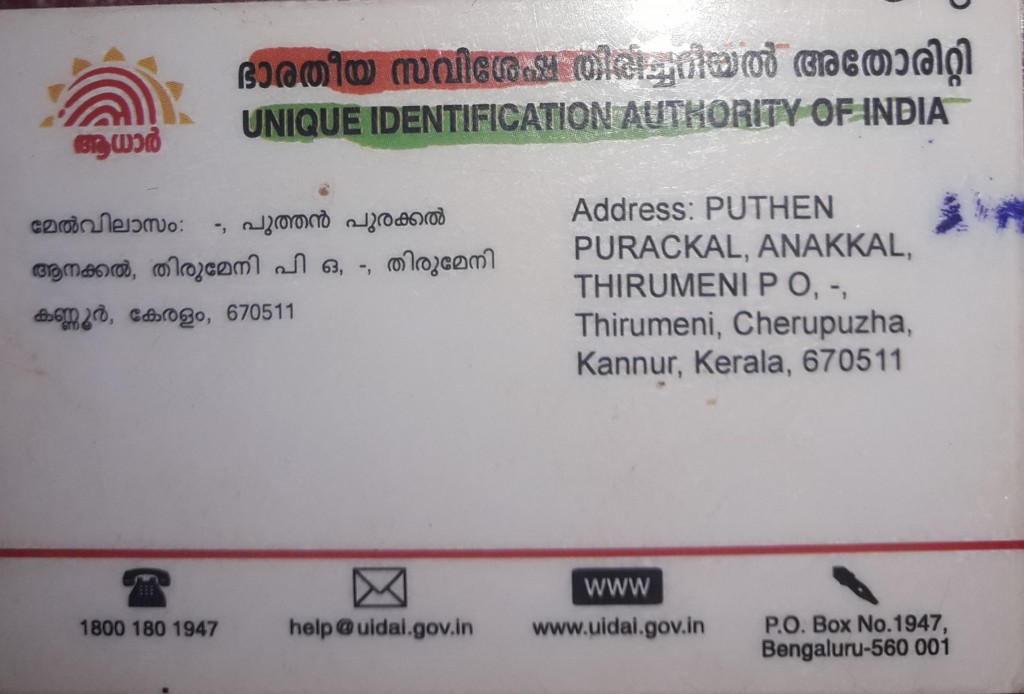 ഭാരതീയ സവിശേഷ തിരിച്ചറിയൽ അതോരിറ്റി
UNIQUE IDENTIFICATION AUTHORITY OF INDIA
ആധാർ
മേൽവിലാസം: -, പുത്തൻ പുരക്കൽ
ആനക്കൽ, തിരുമേനി പി ഒ, -, തിരുമേനി
കണ്ണൂർ, കേരളം, 670511
Address: PUTHEN
PURACKAL, ANAKKAL,
THIRUMENI P O, -,
Thirumeni, Cherupuzha,
Kannur, Kerala, 670511
WWW
1800 180 1947
help@uidai.gov.in
www.uidai.gov.in
P.O. Box No.1947,
Bengaluru-560 001